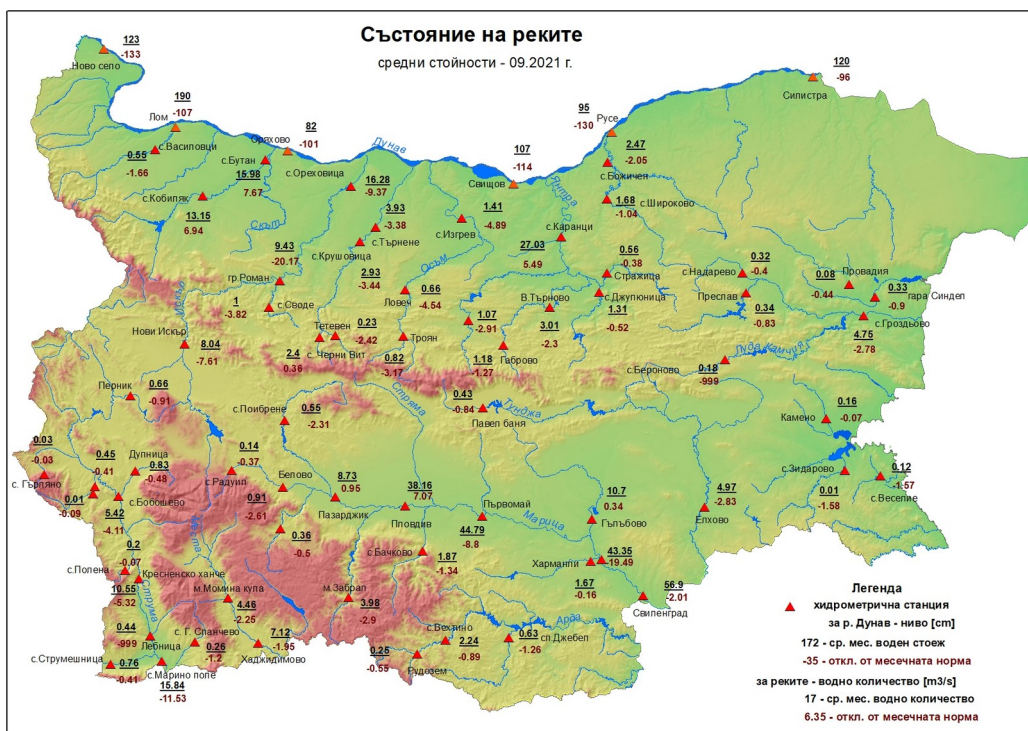 Състояние на реките
средни стойности - 09.2021 г.
123
-133
Ново село
120
-96
Силистра
190
-107
Лом
82
-101
Оряхово
95
-130
Русе
107
-114
Свищов
Дунав
с.Василовци
0.55
-1.66
с.Бутан
15.98
7.67
с.Ореховица
16.28
-9.37
2.47
-2.05
с.Божичен
с.Кобиляк
13.15
6.94
Скът
3.93
-3.38
с.Търнене
1.41
-4.89
с.Изгрев
Янтра
1.68
-1.04
с.Широково
с.Каранци
27.03
5.49
9.43
-20.17
гр.Роман
с.Крушовица
2.93
-3.44
Осъм
0.66
-4.54
Ловеч
0.56
-0.38
Стражица
с.Джулюница
1.31
-0.52
с.Надарево
0.32
-0.4
Преслав
0.34
-0.83
Провадия
0.08
-0.44
0.33
-0.9
гара Синдел
с.Гроздьово
4.75
-2.78
Искър
1
-3.82
с.Своде
В.Търново
3.01
-2.3
1.07
-2.91
Нови Искър
8.04
-7.61
Тетевен
0.23
-2.42
с. Черни Вит
2.4
0.36
Троян
0.82
-3.17
Габрово
1.18
-1.27
Луда Камчия
с.Бероново
0.18
-999
Перник
0.66
-0.91
Стряма
0.43
-0.84
Тунджа
Павел баня
с.Поибрене
0.55
-2.31
0.16
Камено
-0.07
0.03
-0.03
с. Гърляно
0.45
-0.41
Дупница
0.83
-0.48
0.14
-0.37
с.Радуил
Белово
0.91
-2.61
8.73
0.95
Пазарджик
38.16
7.07
Пловдив
Първомай
44.79
-8.8
Марица
10.7
0.34
Гълъбово
4.97
-2.83
Елхово
с.Зидарово
0.01
-1.58
0.12
-1.57
с.Веселие
0.01
-0.09
с.Бобошево
5.42
-4.11
0.36
-0.5
с.Бачково
1.87
-1.34
Харманли
1.67
-0.16
43.35
-19.49
56.9
-2.01
Свиленград
0.2
-0.07
с.Полена
Кресненско ханче
10.55
-5.32
Струма
Места
м.Момина кула
4.46
-2.25
м.Забрал
3.98
-2.9
0.44
-999
Лебница
с. Г. Спанчево
0.26
-1.2
7.12
-1.95
Хаджидимово
с.Струмешница
0.76
-0.41
с.Марино поле
15.84
-11.53
с.Вехтино
2.24
-0.89
0.25
-0.55
Рудозем
Арда
0.63
-1.26
сп.Джебел
Легенда
хидрометрична станция
за р. Дунав - ниво [cm]
172 - ср. мес. воден стоеж
-35 - откл. от месечната норма
за реките - водно количество [m3/s]
17 - ср. мес. водно количество
6.35 - откл. от месечната норма